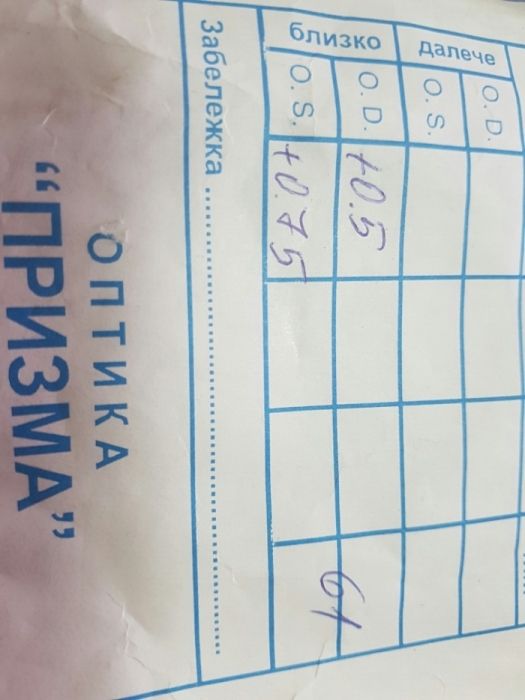 далече O. D.
O. S.
близко O. D. +0.5 61
O. S. +0.75
Забележка
ОПТИКА
“ПРИЗМА”